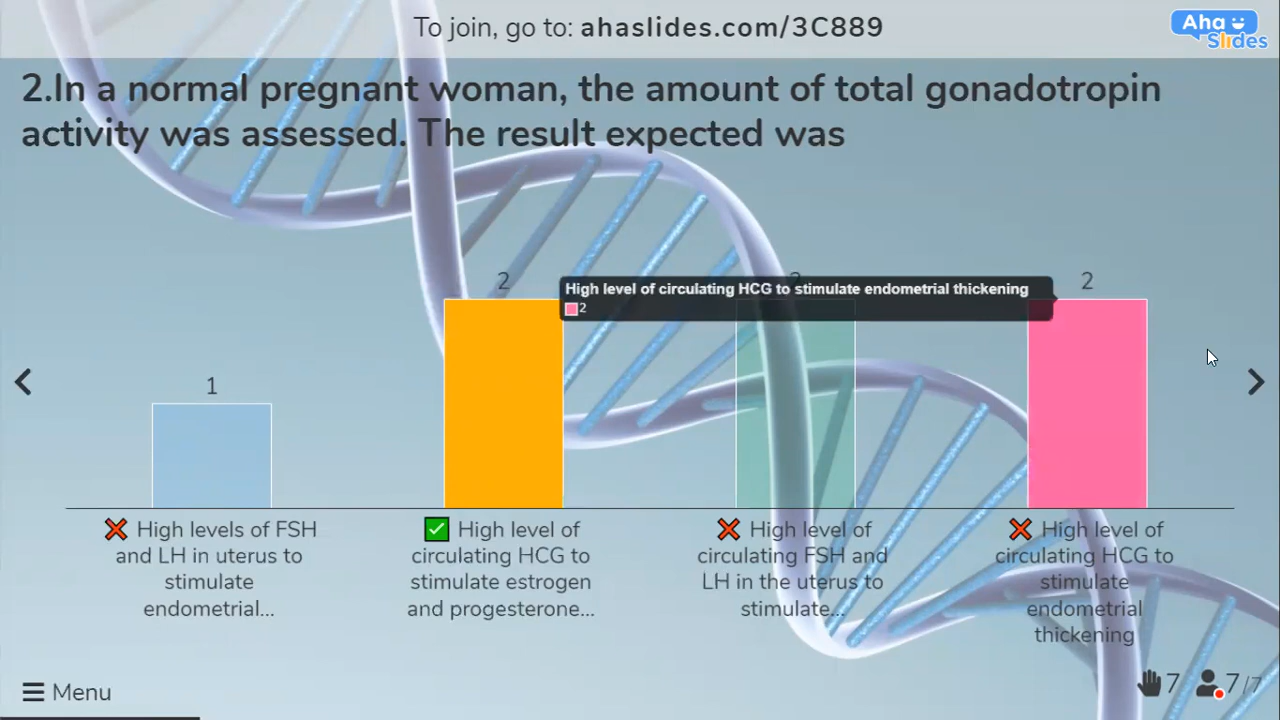 To join, go to: ahaslides.com/3C889
Aha
Slides
2.In a normal pregnant woman, the amount of total gonadotropin
activity was assessed. The result expected was
1
2
2
2
High level of circulating HCG to stimulate endometrial thickening
2
High levels of FSH
and LH in uterus to
stimulate
endometrial...
High level of
circulating HCG to
stimulate estrogen
and progesterone...
High level of
circulating FSH and
LH in the uterus to
stimulate...
High level of
circulating HCG to
stimulate
endometrial
thickening
Menu
7
7/7